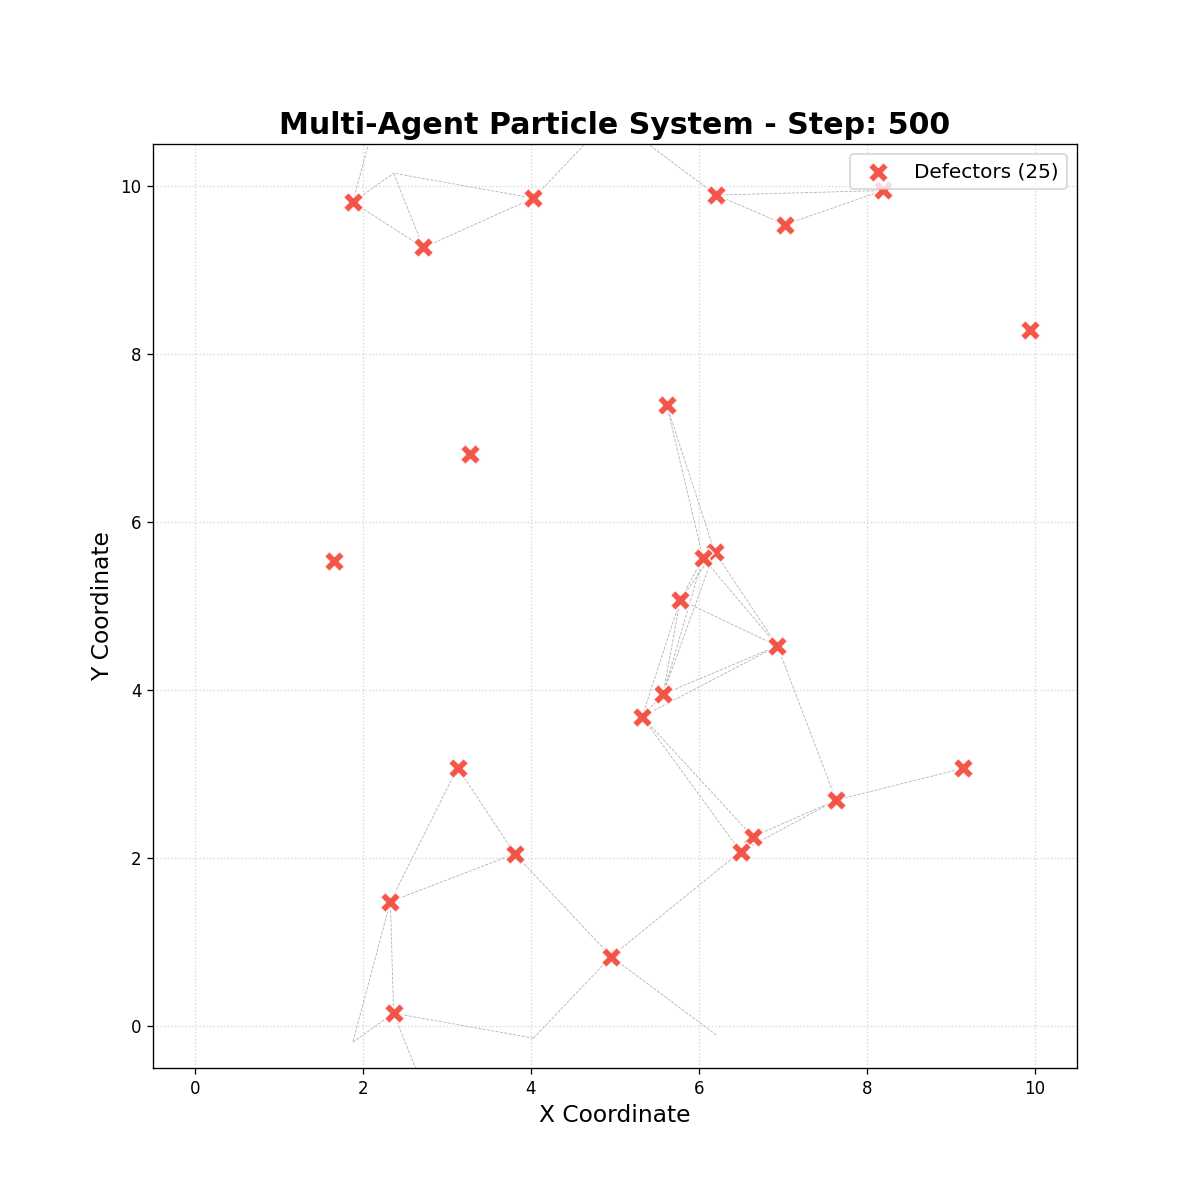 Multi-Agent Particle System - Step: 500
Defectors (25)
10
8
6
4
2
0
Y Coordinate
0 2 4 6 8 10
X Coordinate